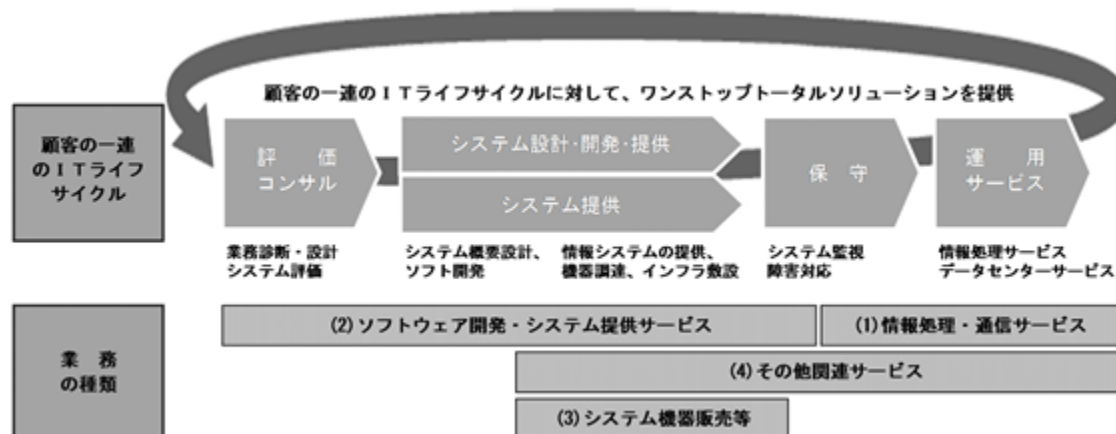 顧客の一連のITライフサイクルに対して、ワンストップトータルソリューションを提供
顧客の一連
のITライフ
サイクル
評 価
コンサル
システム設計・開発・提供
システム提供
保 守
運 用
サービス
業務診断・設計
システム評価
システム概要設計、
ソフト開発
情報システムの提供、
機器調達、インフラ敷設
システム監視
障害対応
情報処理サービス
データセンターサービス
業 務
の種類
(2)ソフトウェア開発・システム提供サービス
(1)情報処理・通信サービス
(4)その他関連サービス
(3)システム機器販売等